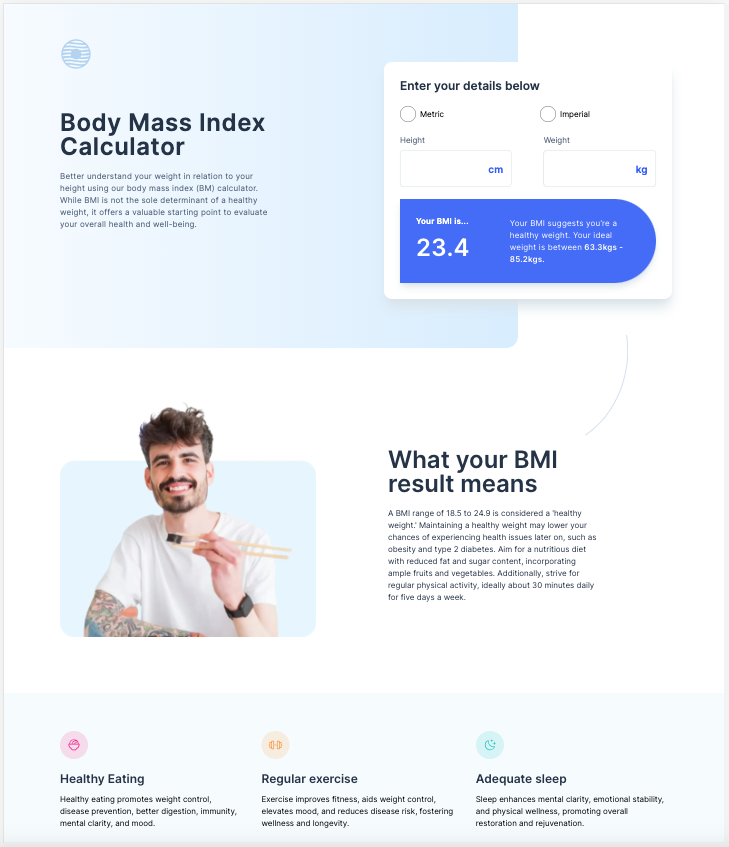 Body Mass Index
Calculator
Better understand your weight in relation to your
height using our body mass index (BM) calculator.
While BMI is not the sole determinant of a healthy
weight, it offers a valuable starting point to evaluate
your overall health and well-being.
Enter your details below
Metric
Imperial
Height
Weight
cm
kg
Your BMI is...
23.4
Your BMI suggests you're a
healthy weight. Your ideal
weight is between 63.3kgs -
85.2kgs.
What your BMI
result means
A BMI range of 18.5 to 24.9 is considered a 'healthy
weight.' Maintaining a healthy weight may lower your
chances of experiencing health issues later on, such as
obesity and type 2 diabetes. Aim for a nutritious diet
with reduced fat and sugar content, incorporating
ample fruits and vegetables. Additionally, strive for
regular physical activity, ideally about 30 minutes daily
for five days a week.
Healthy Eating
Healthy eating promotes weight control,
disease prevention, better digestion, immunity,
mental clarity, and mood.
Regular exercise
Exercise improves fitness, aids weight control,
elevates mood, and reduces disease risk, fostering
wellness and longevity.
Adequate sleep
Sleep enhances mental clarity, emotional stability,
and physical wellness, promoting overall
restoration and rejuvenation.